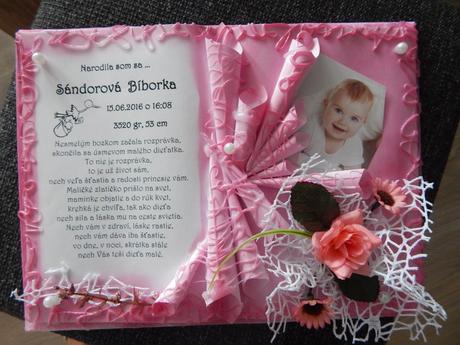 Narodila som sa ...
Sándorová Bíborka
15.06.2016 o 16:08
3520 gr, 53 cm
Nesmelým bozkom začala rozprávka,
skončila sa úsmevom malého dieťatka.
To nie je rozprávka,
to je už život sám,
nech veľa šťastia a radosti prinesie vám.
Maličké zlatíčko prišlo na svet,
maminke objatie a do rúk kvet,
krehká je chvíľa, tak ako dieťa
nech sila a láska mu na ceste svietia.
Nech vám v zdraví, láske rastie,
nech vám dáva iba šťastie,
vo dne, v noci, skrátka stále
nech Vás teší dieťa malé.